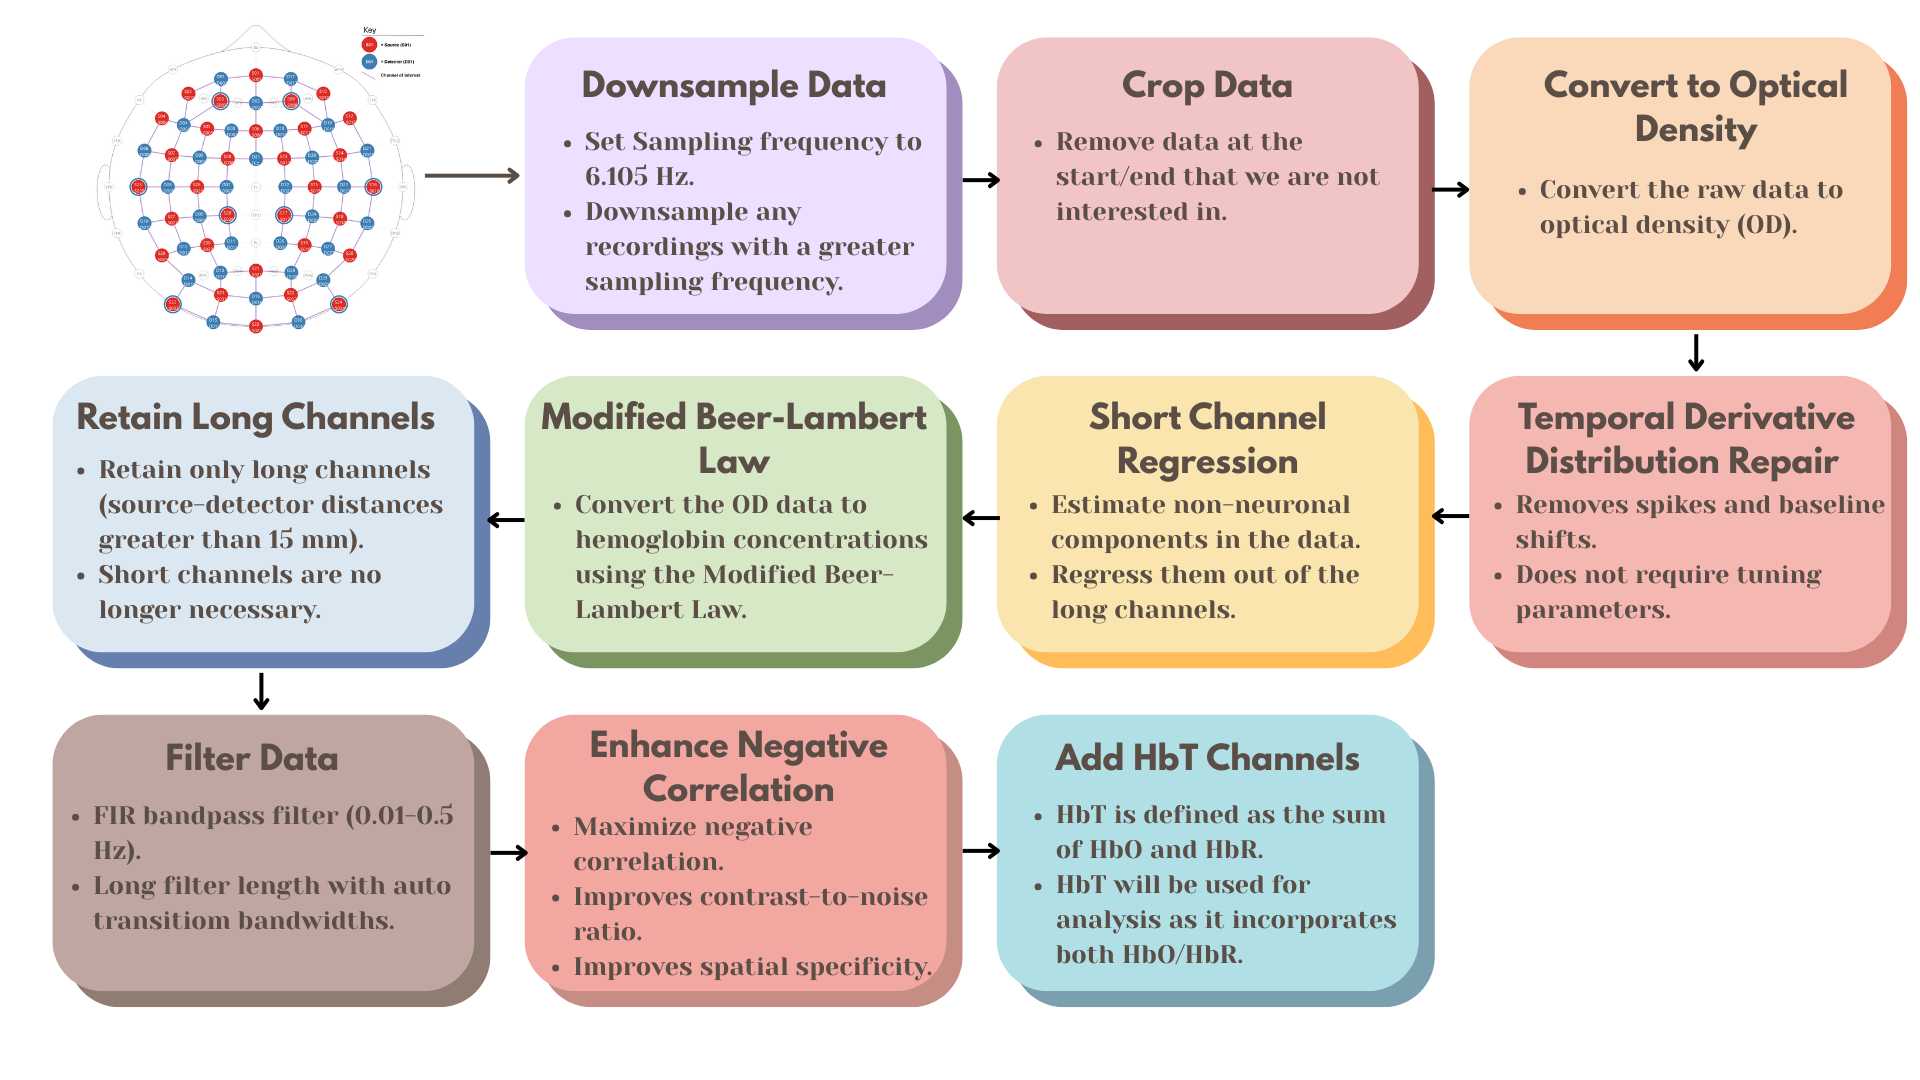 Key
= Source (S01)
= Detector (D01)
Channel of interest
Downsample Data
• Set Sampling frequency to
6.105 Hz.
• Downsample any
recordings with a greater
sampling frequency.
Crop Data
• Remove data at the
start/end that we are not
interested in.
Convert to Optical
Density
• Convert the raw data to
optical density (OD).
Retain Long Channels
• Retain only long channels
(source-detector distances
greater than 15 mm).
• Short channels are no
longer necessary.
Modified Beer-Lambert
Law
• Convert the OD data to
hemoglobin concentrations
using the Modified Beer-
Lambert Law.
Short Channel
Regression
• Estimate non-neuronal
components in the data.
• Regress them out of the
long channels.
Temporal Derivative
Distribution Repair
• Removes spikes and baseline
shifts.
• Does not require tuning
parameters.
Filter Data
• FIR bandpass filter (0.01-0.5
Hz).
• Long filter length with auto
transitiom bandwidths.
Enhance Negative
Correlation
• Maximize negative
correlation.
• Improves contrast-to-noise
ratio.
• Improves spatial specificity.
Add HbT Channels
• HbT is defined as the sum
of HbO and HbR.
• HbT will be used for
analysis as it incorporates
both HbO/HbR.